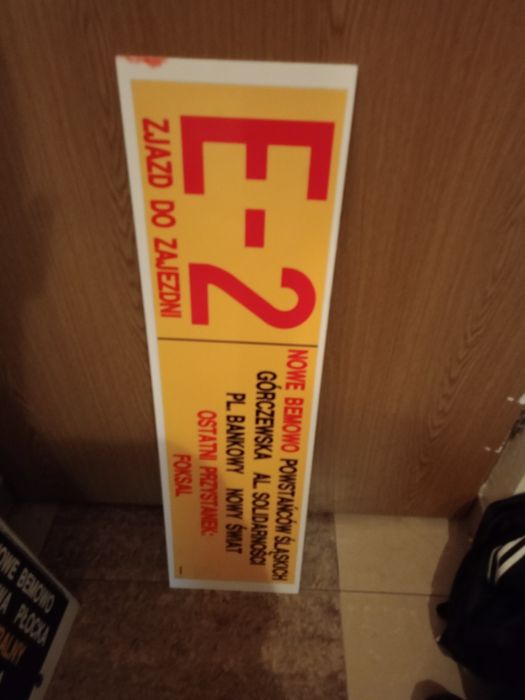 E-2
ZJAZD DO ZAJEZDNI
NOWE BEMOWO POWSTAŃCÓW ŚLĄSKICH
GÓRCZEWSKA AL. SOLIDARNOŚCI
PL. BANKOWY NOWY ŚWIAT
OSTATNI PRZYSTANEK:
FOKSAL
BEMOWO
PŁOCKA